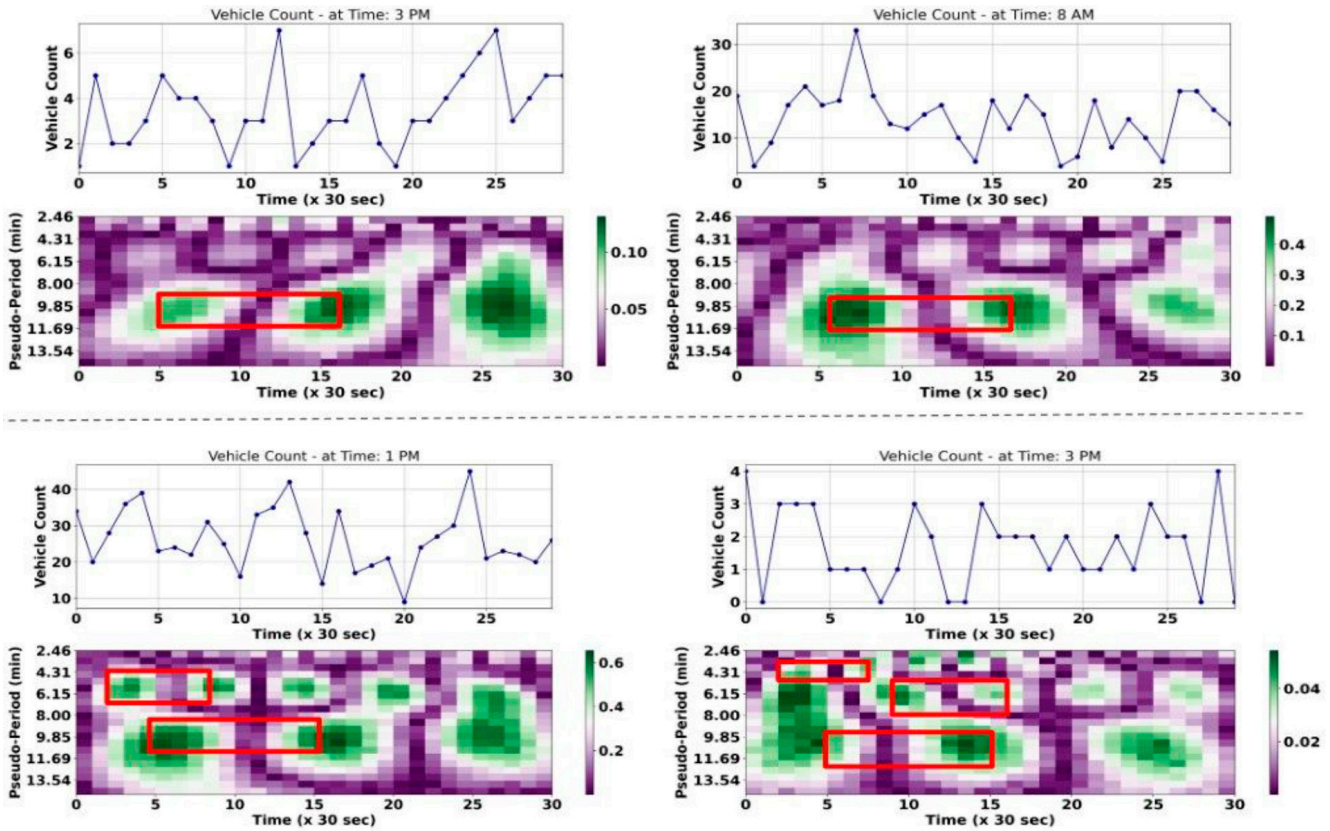 Vehicle Count - at Time: 3 PM
Vehicle Count
6
4
2
0 5 10 15 20 25
Time (x 30 sec)
Pseudo-Period (min)
2.46
4.31
6.15
8.00
9.85
11.69
13.54
0 5 10 15 20 25 30
Time (x 30 sec)
0.10
0.05
Vehicle Count - at Time: 8 AM
Vehicle Count
30
20
10
0 5 10 15 20 25
Time (x 30 sec)
Pseudo-Period (min)
2.46
4.31
6.15
8.00
9.85
11.69
13.54
0 5 10 15 20 25 30
Time (x 30 sec)
0.4
0.3
0.2
0.1
Vehicle Count - at Time: 1 PM
Vehicle Count
40
30
20
10
0 5 10 15 20 25
Time (x 30 sec)
Pseudo-Period (min)
2.46
4.31
6.15
8.00
9.85
11.69
13.54
0 5 10 15 20 25 30
Time (x 30 sec)
0.6
0.4
0.2
Vehicle Count - at Time: 3 PM
Vehicle Count
4
3
2
1
0
0 5 10 15 20 25
Time (x 30 sec)
Pseudo-Period (min)
2.46
4.31
6.15
8.00
9.85
11.69
13.54
0 5 10 15 20 25 30
Time (x 30 sec)
0.04
0.02